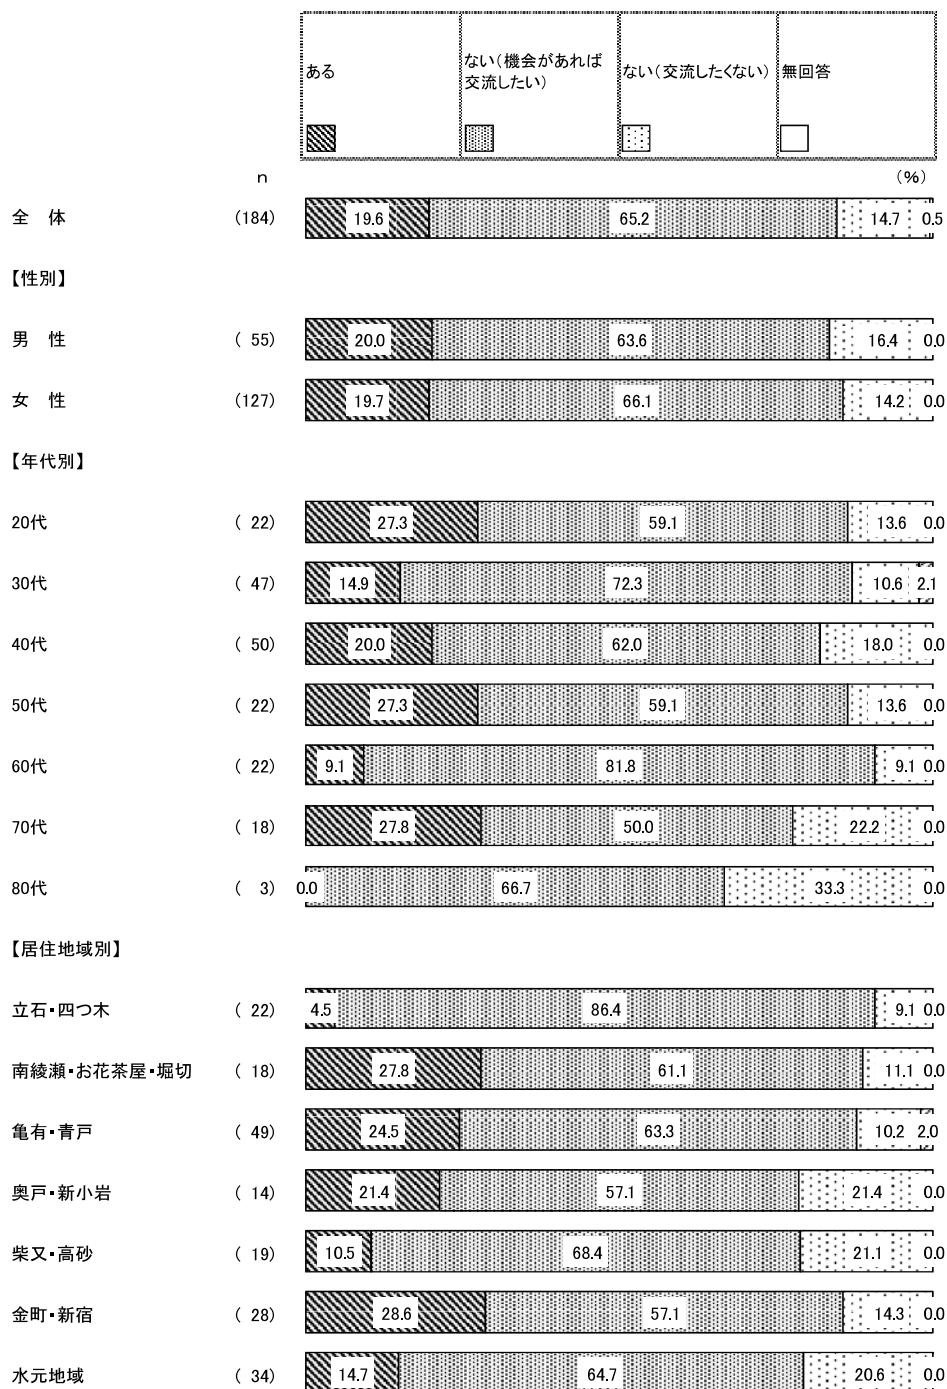 ある ない（機会があれば 交流したい） ない（交流したくない） 無回答
n (%)
全 体 (184) 19.6 65.2 14.7 0.5
【性別】
男 性 ( 55) 20.0 63.6 16.4 0.0
女 性 (127) 19.7 66.1 14.2 0.0
【年代別】
20代 ( 22) 27.3 59.1 13.6 0.0
30代 ( 47) 14.9 72.3 10.6 2.1
40代 ( 50) 20.0 62.0 18.0 0.0
50代 ( 22) 27.3 59.1 13.6 0.0
60代 ( 22) 9.1 81.8 9.1 0.0
70代 ( 18) 27.8 50.0 22.2 0.0
80代 ( 3) 0.0 66.7 33.3 0.0
【居住地域別】
立石・四つ木 ( 22) 4.5 86.4 9.1 0.0
南綾瀬・お花茶屋・堀切 ( 18) 27.8 61.1 11.1 0.0
亀有・青戸 ( 49) 24.5 63.3 10.2 2.0
奥戸・新小岩 ( 14) 21.4 57.1 21.4 0.0
柴又・高砂 ( 19) 10.5 68.4 21.1 0.0
金町・新宿 ( 28) 28.6 57.1 14.3 0.0
水元地域 ( 34) 14.7 64.7 20.6 0.0